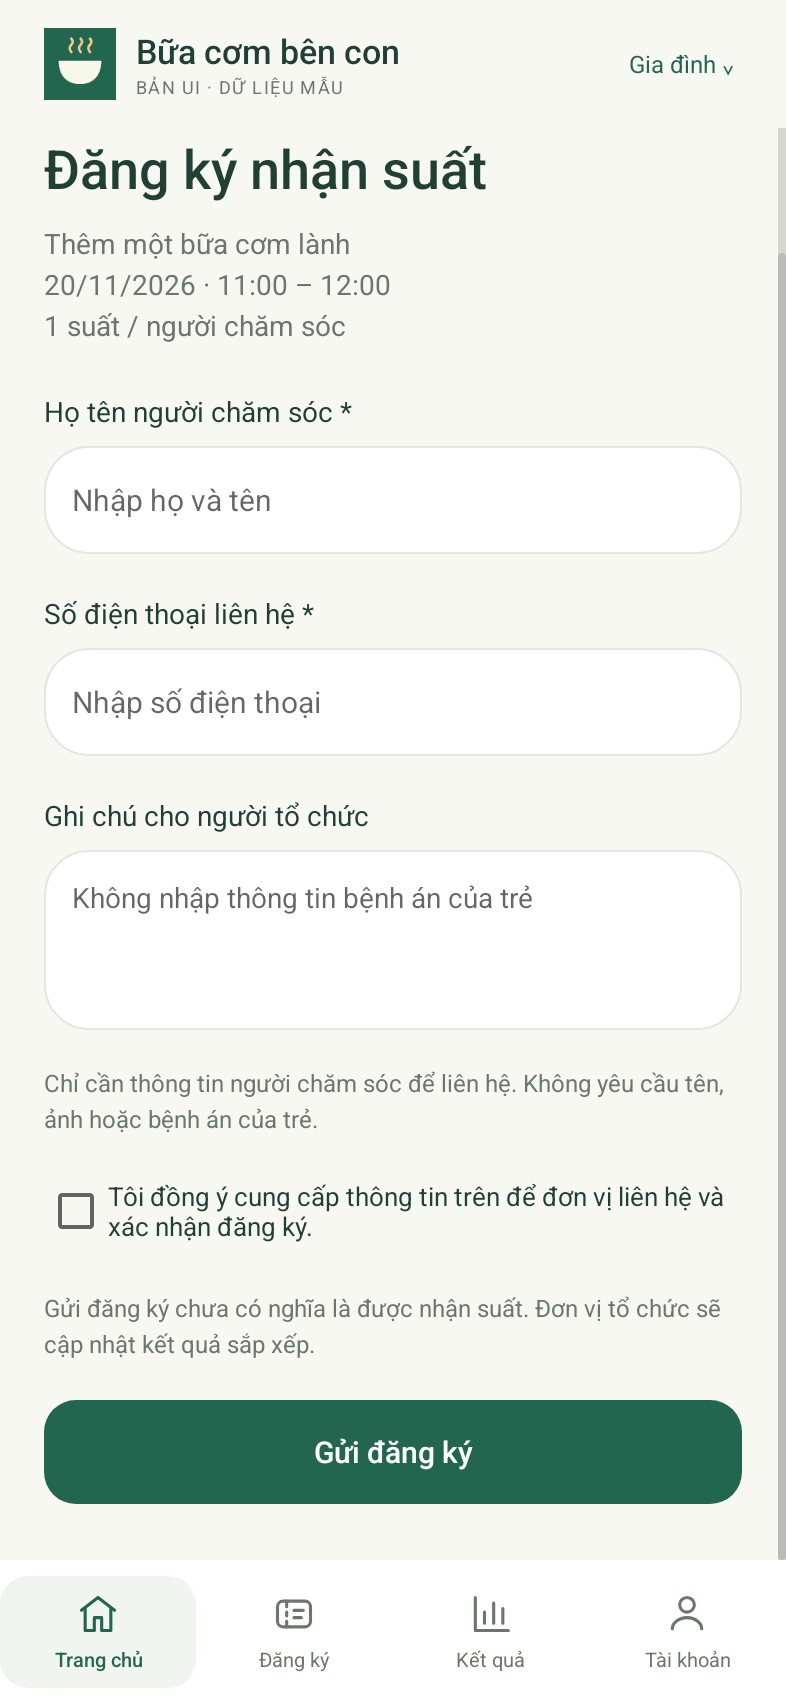 Bữa cơm bên con
BẢN UI · DỮ LIỆU MẪU
Gia đình
Đăng ký nhận suất
Thêm một bữa cơm lành
20/11/2026 · 11:00 – 12:00
1 suất / người chăm sóc
Họ tên người chăm sóc *
Nhập họ và tên
Số điện thoại liên hệ *
Nhập số điện thoại
Ghi chú cho người tổ chức
Không nhập thông tin bệnh án của trẻ
Chỉ cần thông tin người chăm sóc để liên hệ. Không yêu cầu tên,
ảnh hoặc bệnh án của trẻ.
Tôi đồng ý cung cấp thông tin trên để đơn vị liên hệ và
xác nhận đăng ký.
Gửi đăng ký chưa có nghĩa là được nhận suất. Đơn vị tổ chức sẽ
cập nhật kết quả sắp xếp.
Gửi đăng ký
Trang chủ
Đăng ký
Kết quả
Tài khoản